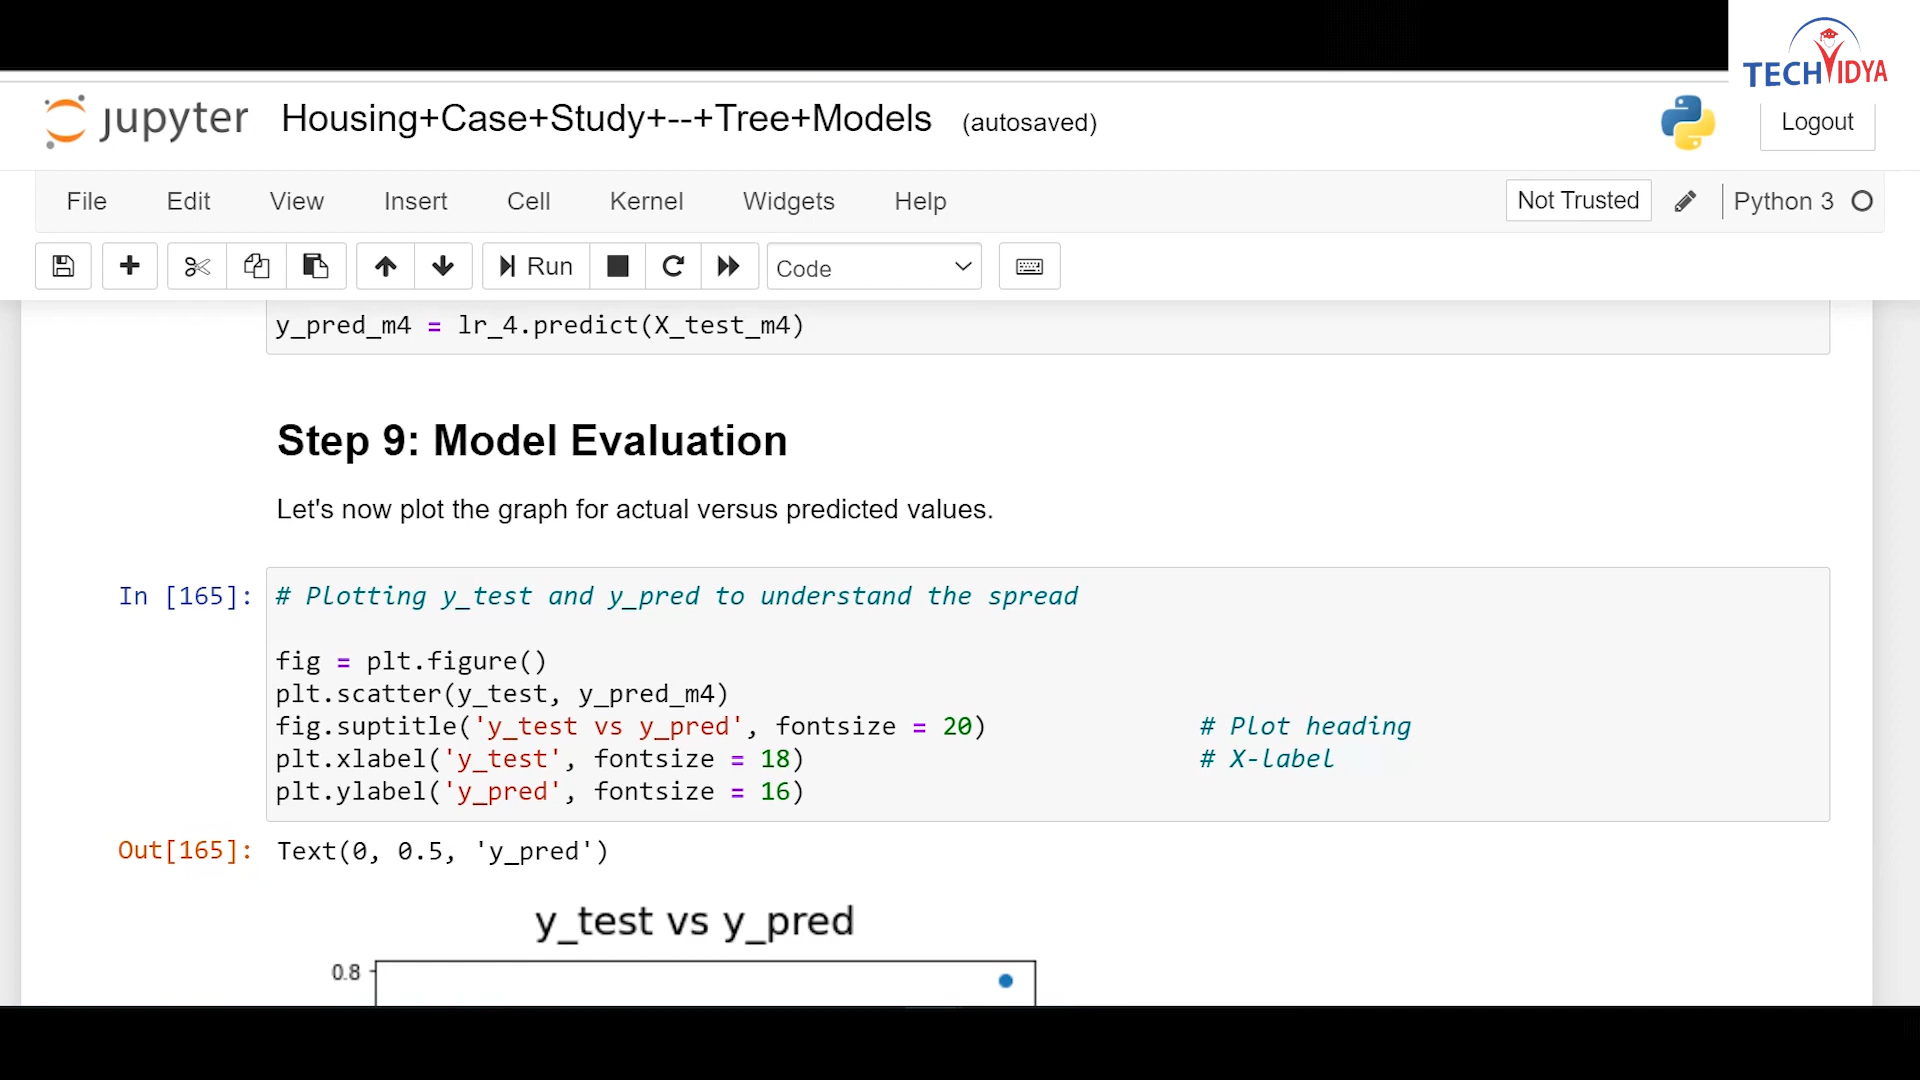 TECHVIDYA
jupyter Housing+Case+Study+--+Tree+Models (autosaved)
Logout
File Edit View Insert Cell Kernel Widgets Help Not Trusted Python 3
Run Code
y_pred_m4 = lr_4.predict(X_test_m4)
Step 9: Model Evaluation
Let's now plot the graph for actual versus predicted values.
In [165]: # Plotting y_test and y_pred to understand the spread
fig = plt.figure()
plt.scatter(y_test, y_pred_m4)
fig.suptitle('y_test vs y_pred', fontsize = 20) # Plot heading
plt.xlabel('y_test', fontsize = 18) # X-label
plt.ylabel('y_pred', fontsize = 16)
Out[165]: Text(0, 0.5, 'y_pred')
y_test vs y_pred
0.8